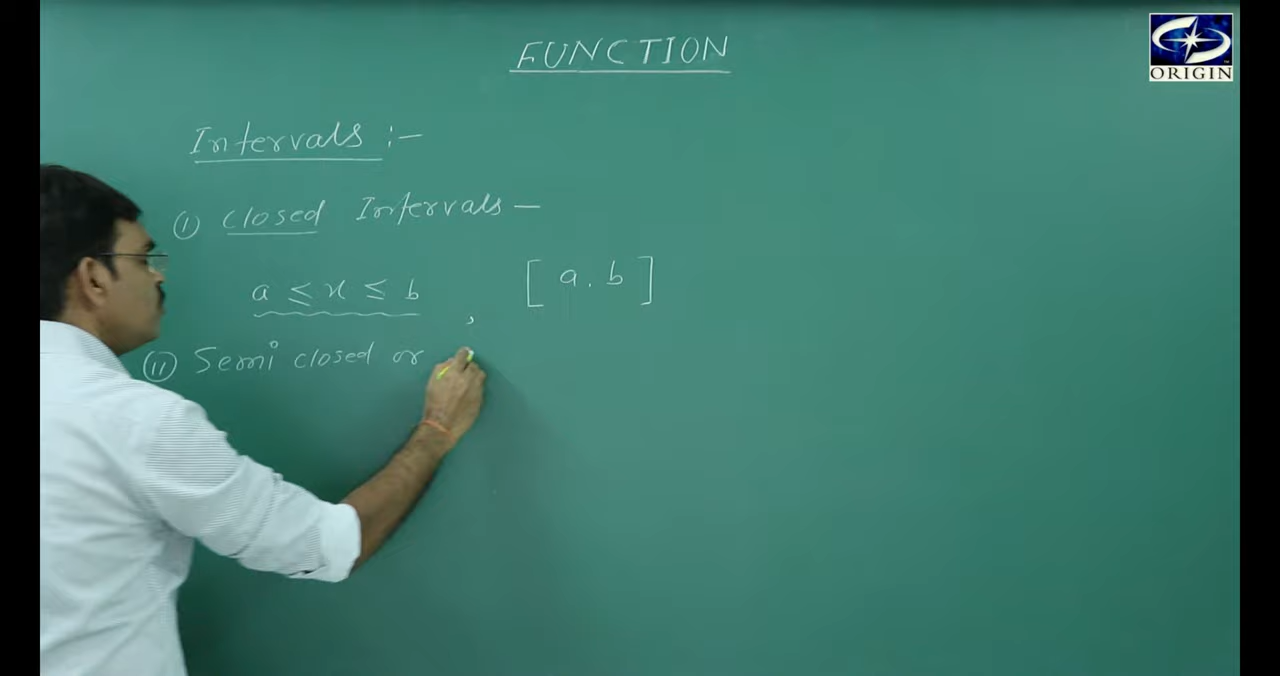 FUNCTION
ORIGIN
Intervals :-
(I) Closed Intervals —
a ≤ x ≤ b , [ a, b ]
(II) Semi closed or